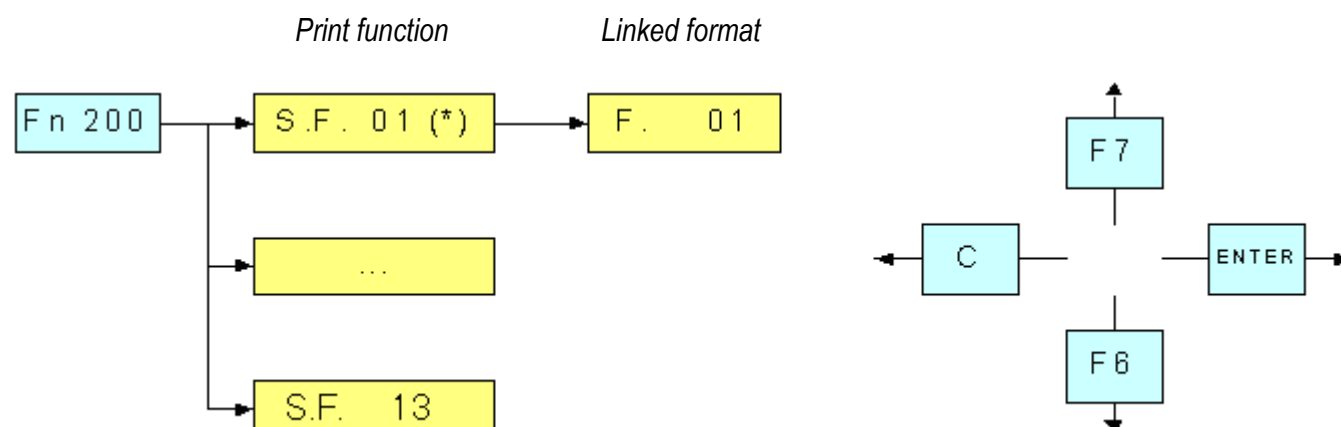 Print function Linked format
Fn 200 S.F. 01 (*) F. 01
F7
C ENTER
...
F6
S.F. 13